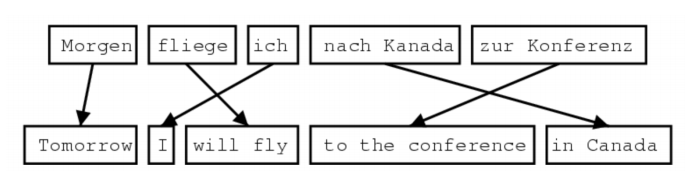 Morgen fliege ich nach Kanada zur Konferenz
Tomorrow I will fly to the conference in Canada